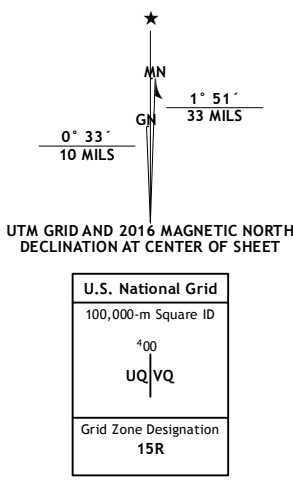 ★
MN
GN
1° 51´
33 MILS
0° 33´
10 MILS
UTM GRID AND 2016 MAGNETIC NORTH
DECLINATION AT CENTER OF SHEET
U.S. National Grid
100,000-m Square ID
⁴00
UQ VQ
Grid Zone Designation
15R